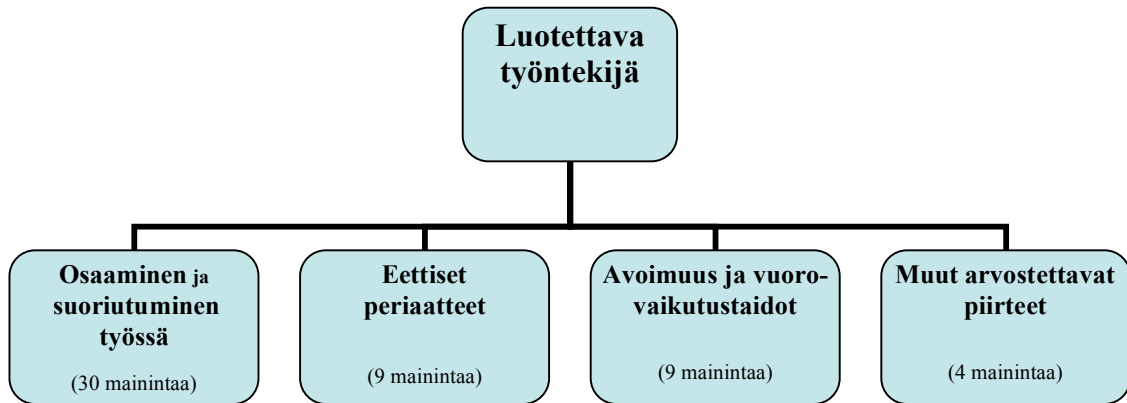 Luotettava
työntekijä
Osaaminen ja
suoriutuminen
työssä
(30 mainintaa)
Eettiset
periaatteet
(9 mainintaa)
Avoimuus ja vuoro-
vaikutustaidot
(9 mainintaa)
Muut arvostettavat
piirteet
(4 mainintaa)